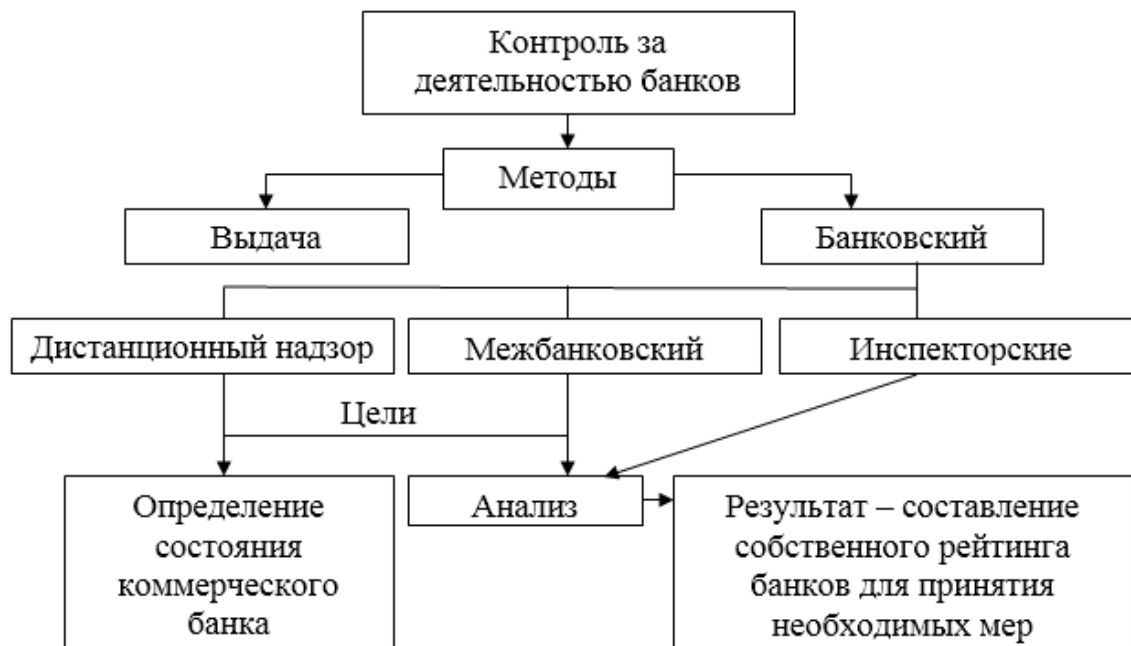 Контроль за
деятельностью банков
Методы
Выдача
Банковский
Дистанционный надзор
Межбанковский
Инспекторские
Цели
Определение
состояния
коммерческого
банка
Анализ
Результат – составление
собственного рейтинга
банков для принятия
необходимых мер